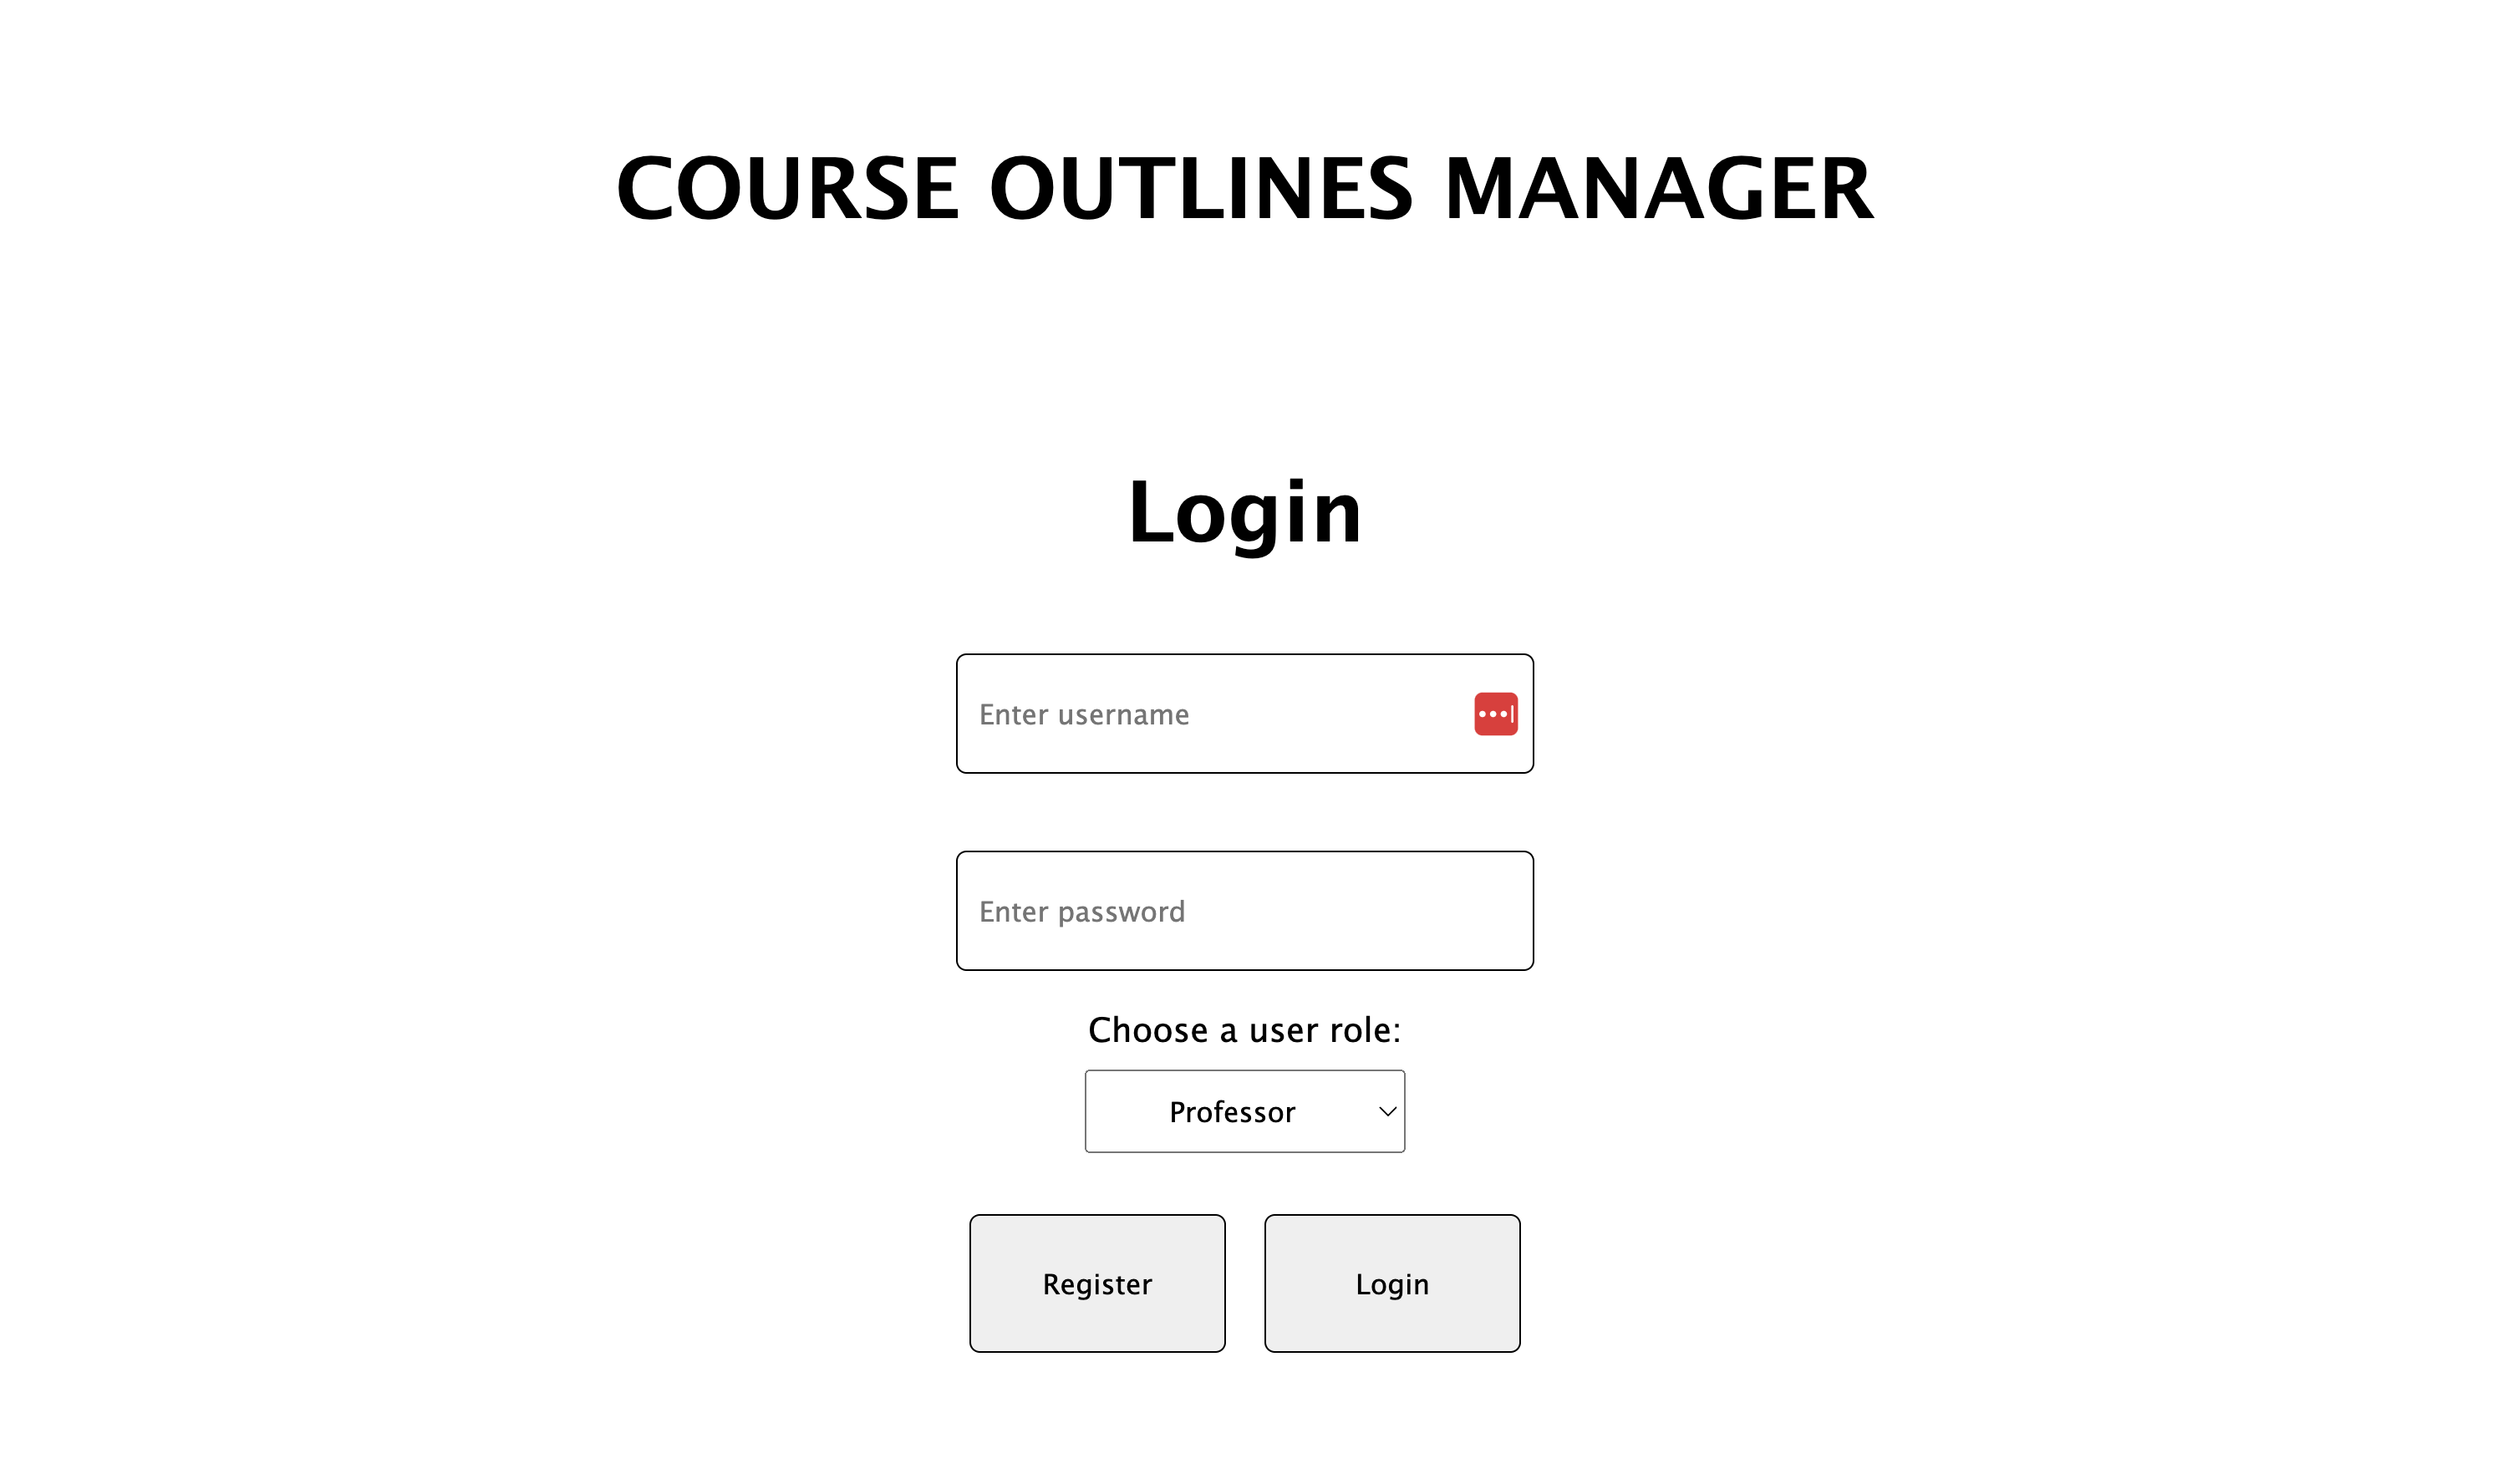 COURSE OUTLINES MANAGER
Login
Enter username
Enter password
Choose a user role:
Professor
Register
Login